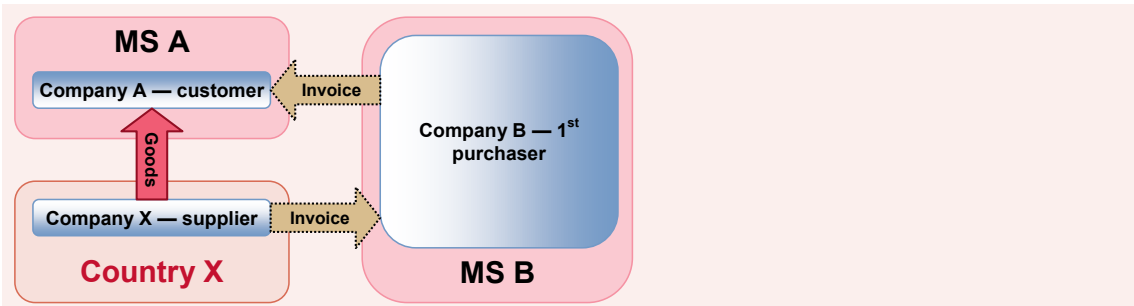 MS A
Company A — customer
Invoice
Company B — 1st
purchaser
Goods
Company X — supplier
Invoice
Country X
MS B